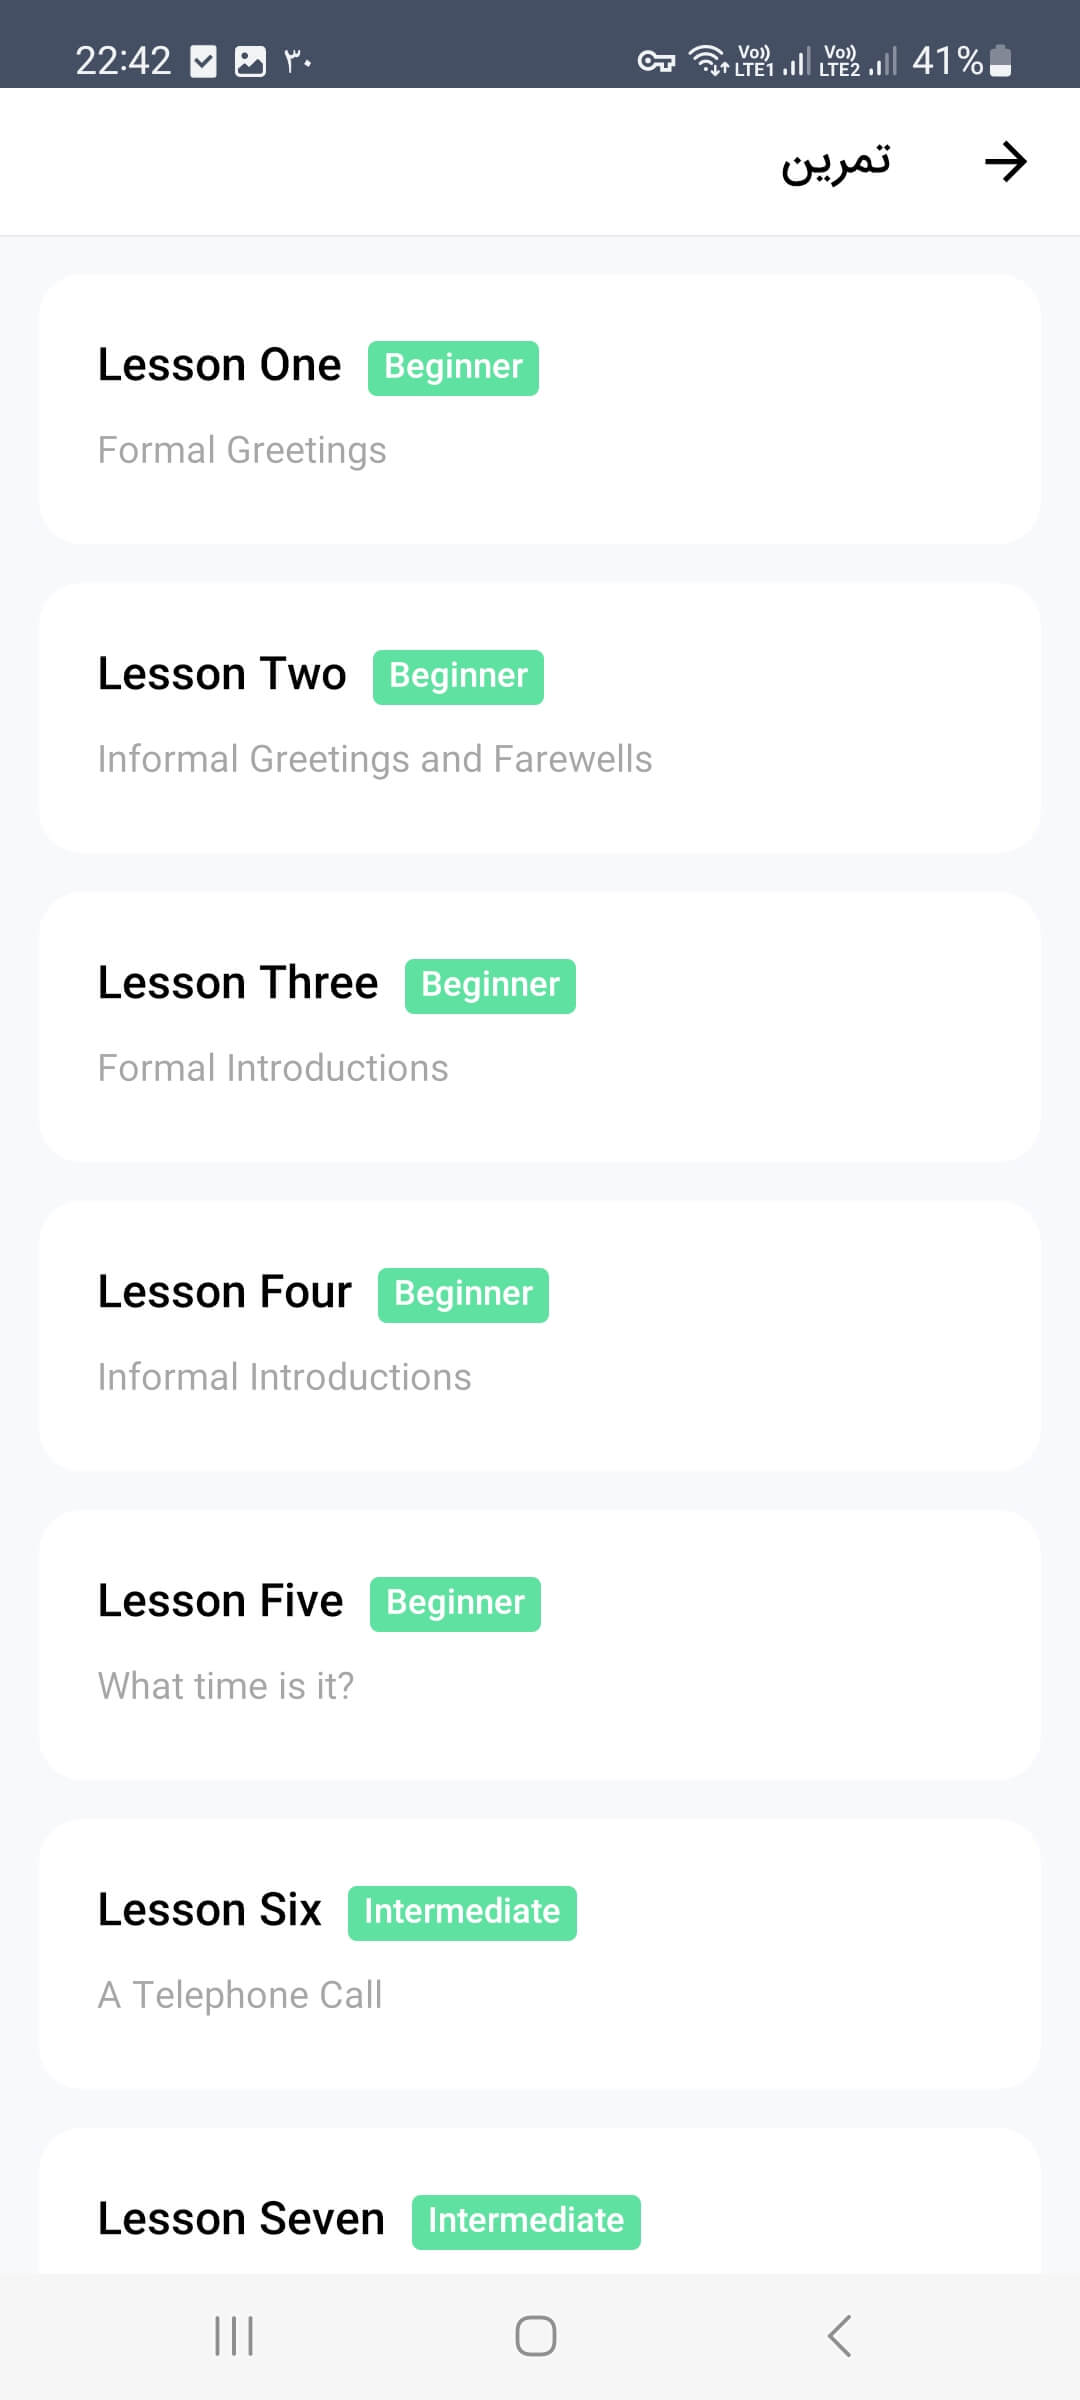 22:42 ۳۰ Vo)) LTE1 Vo)) LTE2 41%
تمرین
Lesson One Beginner
Formal Greetings
Lesson Two Beginner
Informal Greetings and Farewells
Lesson Three Beginner
Formal Introductions
Lesson Four Beginner
Informal Introductions
Lesson Five Beginner
What time is it?
Lesson Six Intermediate
A Telephone Call
Lesson Seven Intermediate